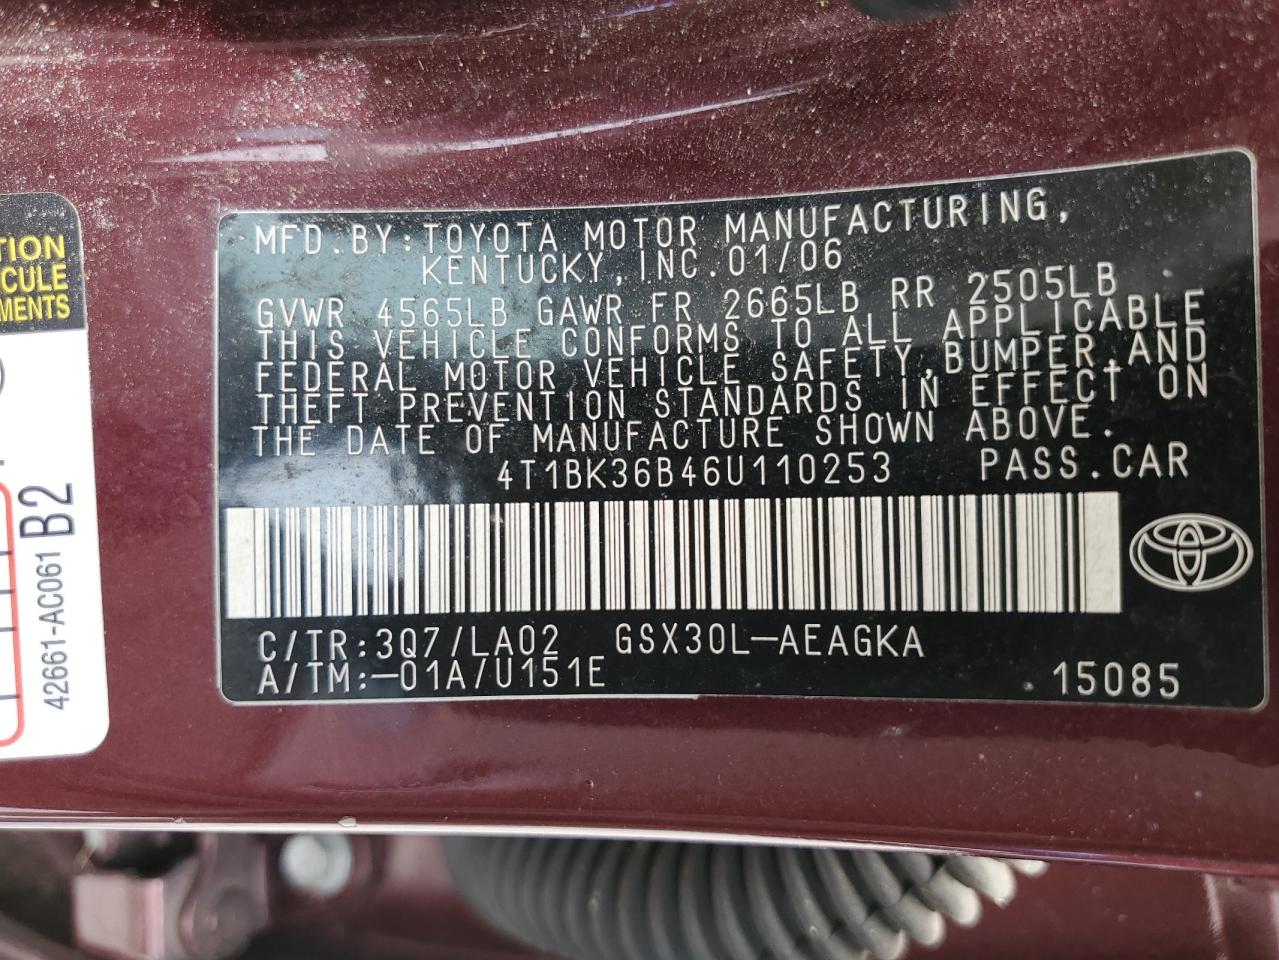 MFD.BY:TOYOTA MOTOR MANUFACTURING,
KENTUCKY,INC.01/06
GVWR 4565LB GAWR FR 2665LB RR 2505LB
THIS VEHICLE CONFORMS TO ALL APPLICABLE
FEDERAL MOTOR VEHICLE SAFETY,BUMPER,AND
THEFT PREVENTION STANDARDS IN EFFECT ON
THE DATE OF MANUFACTURE SHOWN ABOVE.
4T1BK36B46U110253 PASS.CAR
C/TR:3Q7/LA02 GSX30L-AEAGKA
A/TM:-01A/U151E 15085
TION
CULE
MENTS
42661-AC061 B2